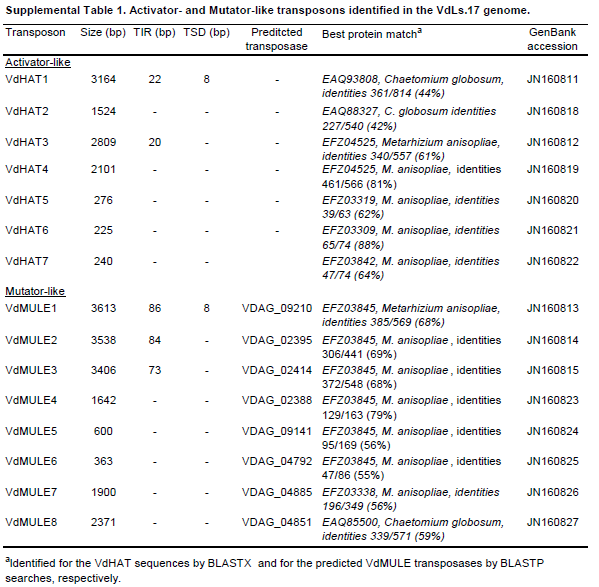 Supplemental Table 1. Activator- and Mutator-like transposons identified in the VdLs.17 genome.
Transposon Size (bp) TIR (bp) TSD (bp) Preditcted transposase Best protein match^a GenBank accession
Activator-like
VdHAT1 3164 22 8 - EAQ93808, Chaetomium globosum, identities 361/814 (44%) JN160811
VdHAT2 1524 - - - EAQ88327, C. globosum identities 227/540 (42%) JN160818
VdHAT3 2809 20 - - EFZ04525, Metarhizium anisopliae, identities 340/557 (61%) JN160812
VdHAT4 2101 - - - EFZ04525, M. anisopliae, identities 461/566 (81%) JN160819
VdHAT5 276 - - - EFZ03319, M. anisopliae, identities 39/63 (62%) JN160820
VdHAT6 225 - - - EFZ03309, M. anisopliae, identities 65/74 (88%) JN160821
VdHAT7 240 - - EFZ03842, M. anisopliae, identities 47/74 (64%) JN160822
Mutator-like
VdMULE1 3613 86 8 VDAG_09210 EFZ03845, Metarhizium anisopliae, identities 385/569 (68%) JN160813
VdMULE2 3538 84 - VDAG_02395 EFZ03845, M. anisopliae, identities 306/441 (69%) JN160814
VdMULE3 3406 73 - VDAG_02414 EFZ03845, M. anisopliae, identities 372/548 (68%) JN160815
VdMULE4 1642 - - VDAG_02388 EFZ03845, M. anisopliae, identities 129/163 (79%) JN160823
VdMULE5 600 - - VDAG_09141 EFZ03845, M. anisopliae, identities 95/169 (56%) JN160824
VdMULE6 363 - - VDAG_04792 EFZ03845, M. anisopliae, identities 47/86 (55%) JN160825
VdMULE7 1900 - - VDAG_04885 EFZ03338, M. anisopliae, identities 196/349 (56%) JN160826
VdMULE8 2371 - - VDAG_04851 EAQ85500, Chaetomium globosum, identities 339/571 (59%) JN160827
^aIdentified for the VdHAT sequences by BLASTX and for the predicted VdMULE transposases by BLASTP
searches, respectively.